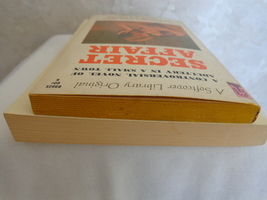 A Softcover Library Original
A CONTROVERSIAL NOVEL OF
ADULTERY IN A SMALL TOWN
SECRET
AFFAIR